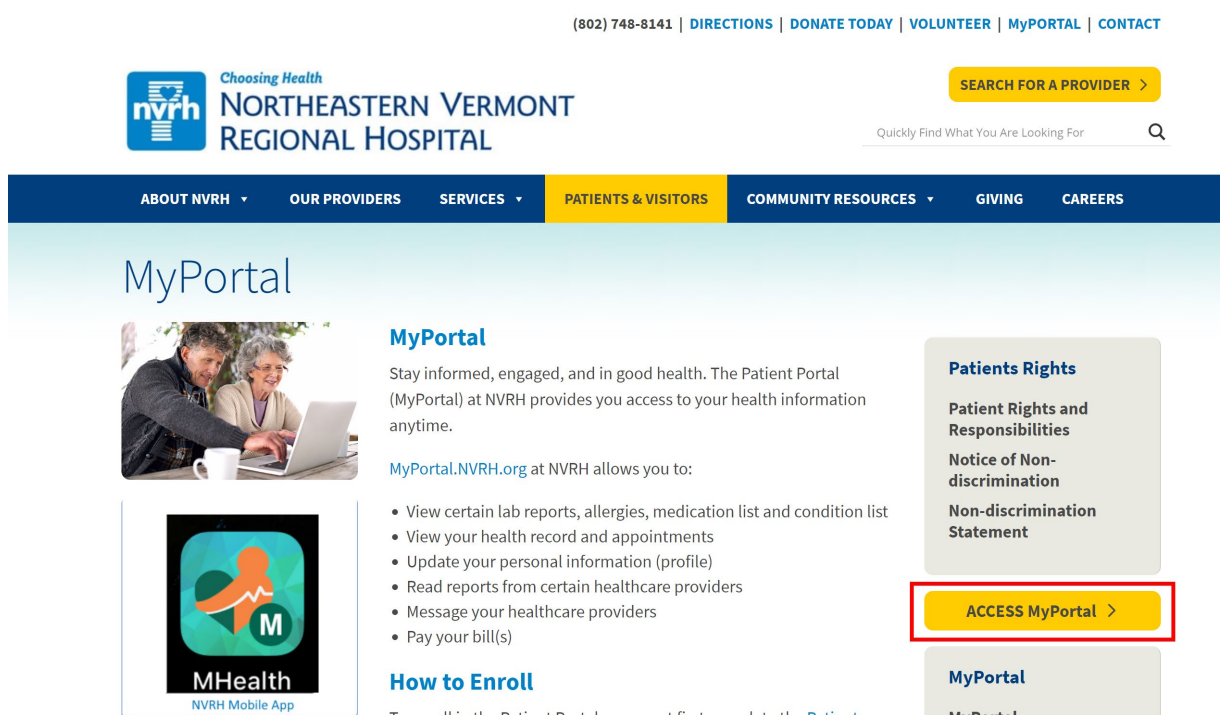 (802) 748-8141 | DIRECTIONS | DONATE TODAY | VOLUNTEER | MyPORTAL | CONTACT
Choosing Health
nvrh
NORTHEASTERN VERMONT
REGIONAL HOSPITAL
SEARCH FOR A PROVIDER >
Quickly Find What You Are Looking For
ABOUT NVRH ▾ OUR PROVIDERS SERVICES ▾ PATIENTS & VISITORS COMMUNITY RESOURCES ▾ GIVING CAREERS
MyPortal
MyPortal
Stay informed, engaged, and in good health. The Patient Portal
(MyPortal) at NVRH provides you access to your health information
anytime.
MyPortal.NVRH.org at NVRH allows you to:
• View certain lab reports, allergies, medication list and condition list
• View your health record and appointments
• Update your personal information (profile)
• Read reports from certain healthcare providers
• Message your healthcare providers
• Pay your bill(s)
How to Enroll
M
MHealth
NVRH Mobile App
Patients Rights
Patient Rights and
Responsibilities
Notice of Non-
discrimination
Non-discrimination
Statement
ACCESS MyPortal >
MyPortal